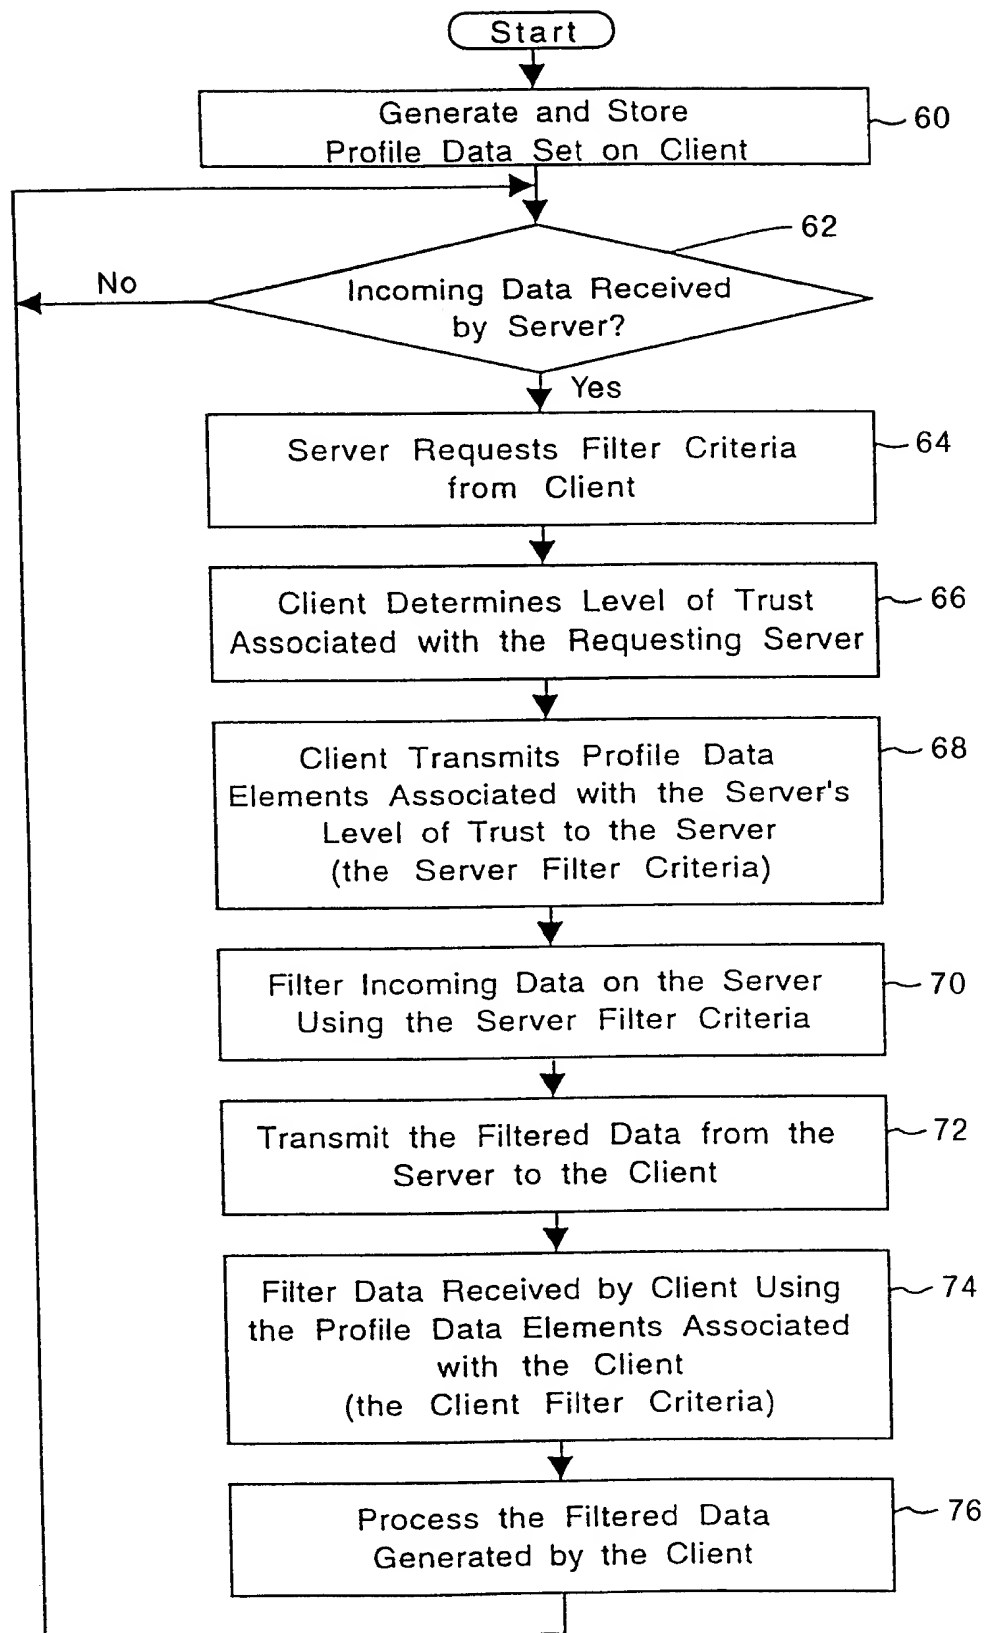 Start
Generate and Store
Profile Data Set on Client
60
62
No
Incoming Data Received
by Server?
Yes
Server Requests Filter Criteria
from Client
64
Client Determines Level of Trust
Associated with the Requesting Server
66
Client Transmits Profile Data
Elements Associated with the Server's
Level of Trust to the Server
(the Server Filter Criteria)
68
Filter Incoming Data on the Server
Using the Server Filter Criteria
70
Transmit the Filtered Data from the
Server to the Client
72
Filter Data Received by Client Using
the Profile Data Elements Associated
with the Client
(the Client Filter Criteria)
74
Process the Filtered Data
Generated by the Client
76